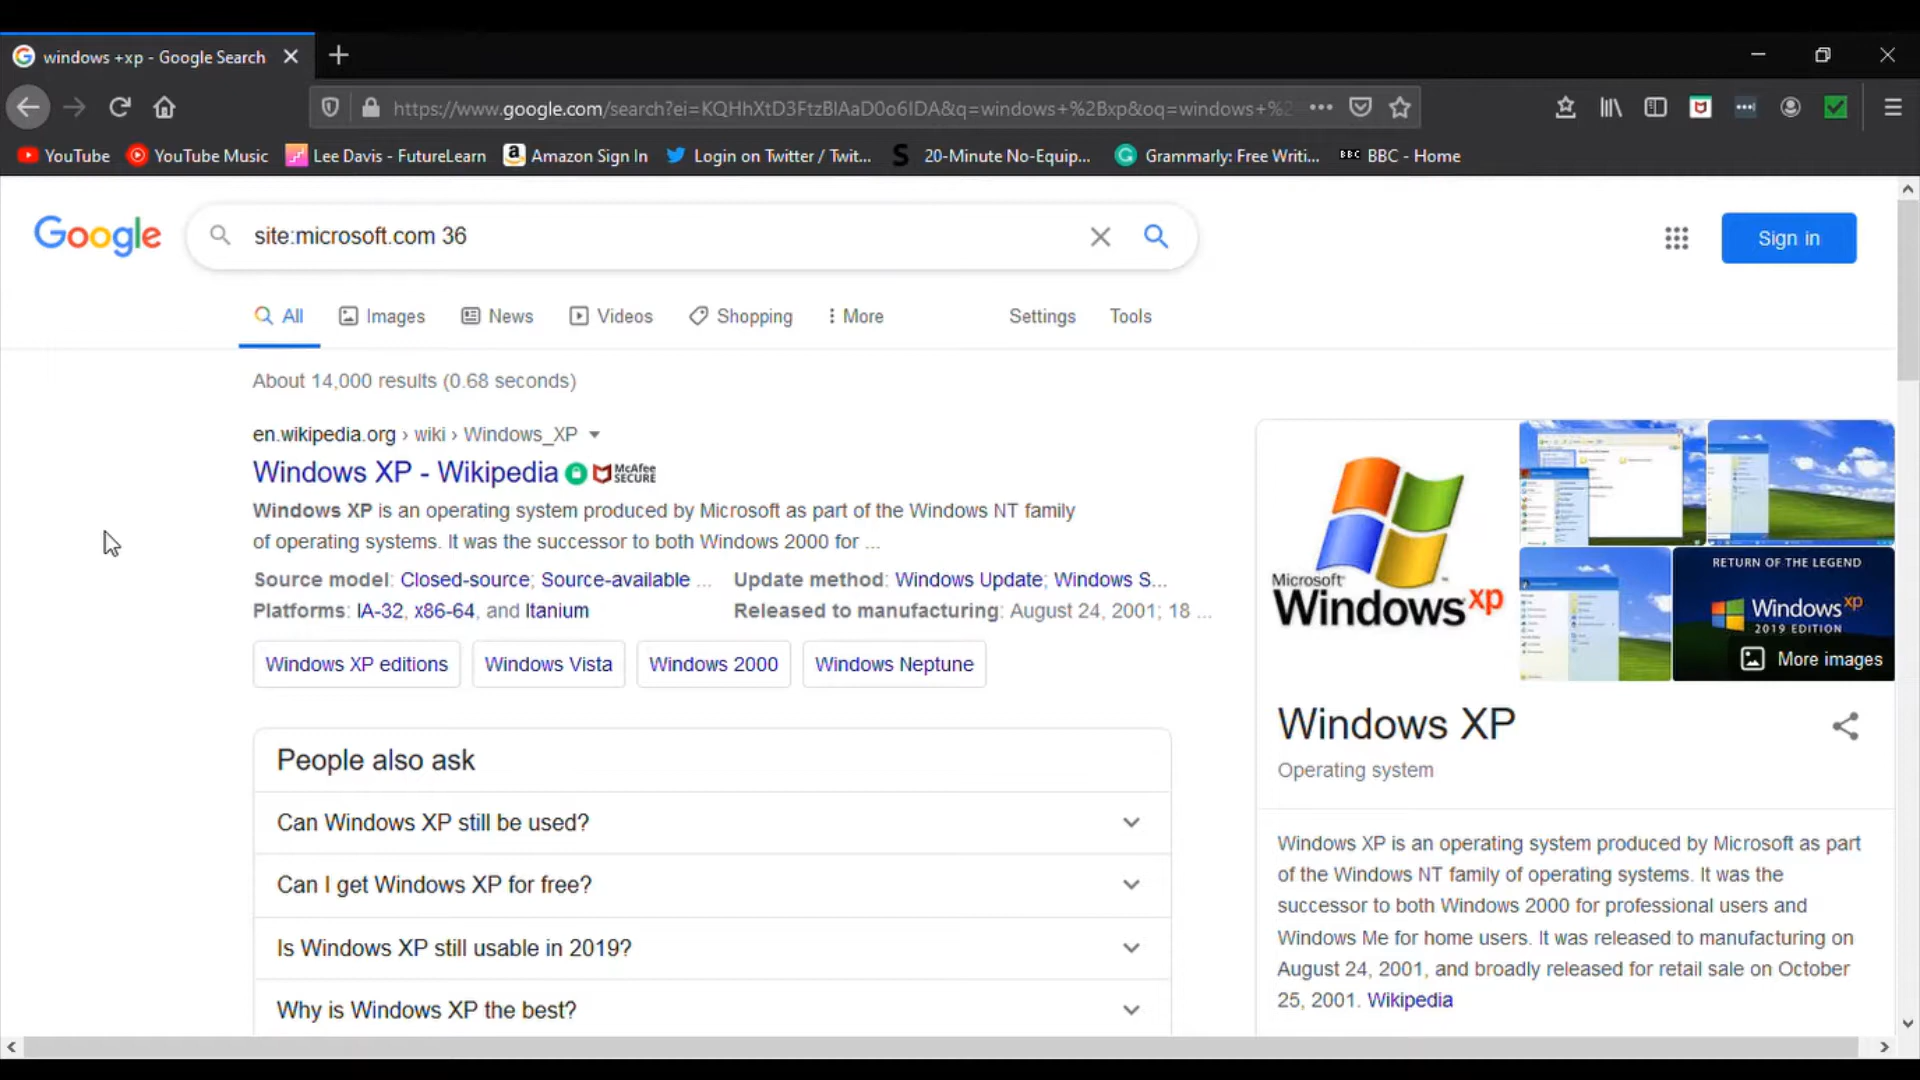 windows +xp - Google Search
https://www.google.com/search?ei=KQHhXtD3FtzBlAaD0o6IDA&q=windows+%2Bxp&oq=windows+%2
YouTube
YouTube Music
Lee Davis - FutureLearn
Amazon Sign In
Login on Twitter / Twit...
20-Minute No-Equip...
Grammarly: Free Writi...
BBC BBC - Home
Google
site:microsoft.com 36
Sign in
All
Images
News
Videos
Shopping
More
Settings
Tools
About 14,000 results (0.68 seconds)
en.wikipedia.org › wiki › Windows_XP
Windows XP - Wikipedia
McAfee
SECURE
Windows XP is an operating system produced by Microsoft as part of the Windows NT family
of operating systems. It was the successor to both Windows 2000 for ...
Source model: Closed-source; Source-available ...
Update method: Windows Update; Windows S...
Platforms: IA-32, x86-64, and Itanium
Released to manufacturing: August 24, 2001; 18 ...
Windows XP editions
Windows Vista
Windows 2000
Windows Neptune
People also ask
Can Windows XP still be used?
Can I get Windows XP for free?
Is Windows XP still usable in 2019?
Why is Windows XP the best?
Microsoft
Windows xp
RETURN OF THE LEGEND
Windows xp
2019 EDITION
More images
Windows XP
Operating system
Windows XP is an operating system produced by Microsoft as part
of the Windows NT family of operating systems. It was the
successor to both Windows 2000 for professional users and
Windows Me for home users. It was released to manufacturing on
August 24, 2001, and broadly released for retail sale on October
25, 2001. Wikipedia